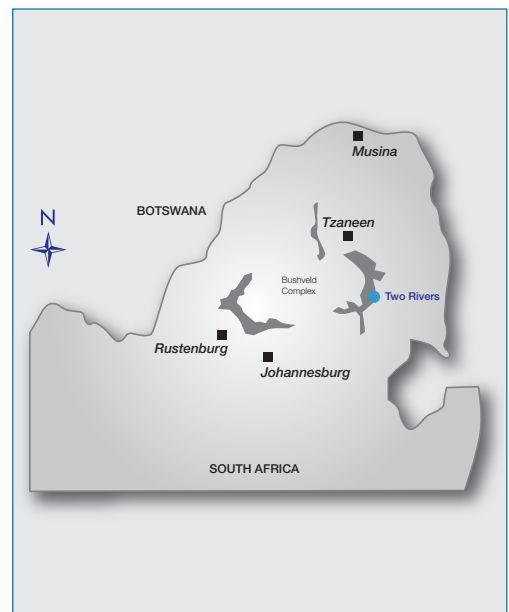 Musina
N
BOTSWANA
Tzaneen
Bushveld
Complex
Two Rivers
Rustenburg
Johannesburg
SOUTH AFRICA